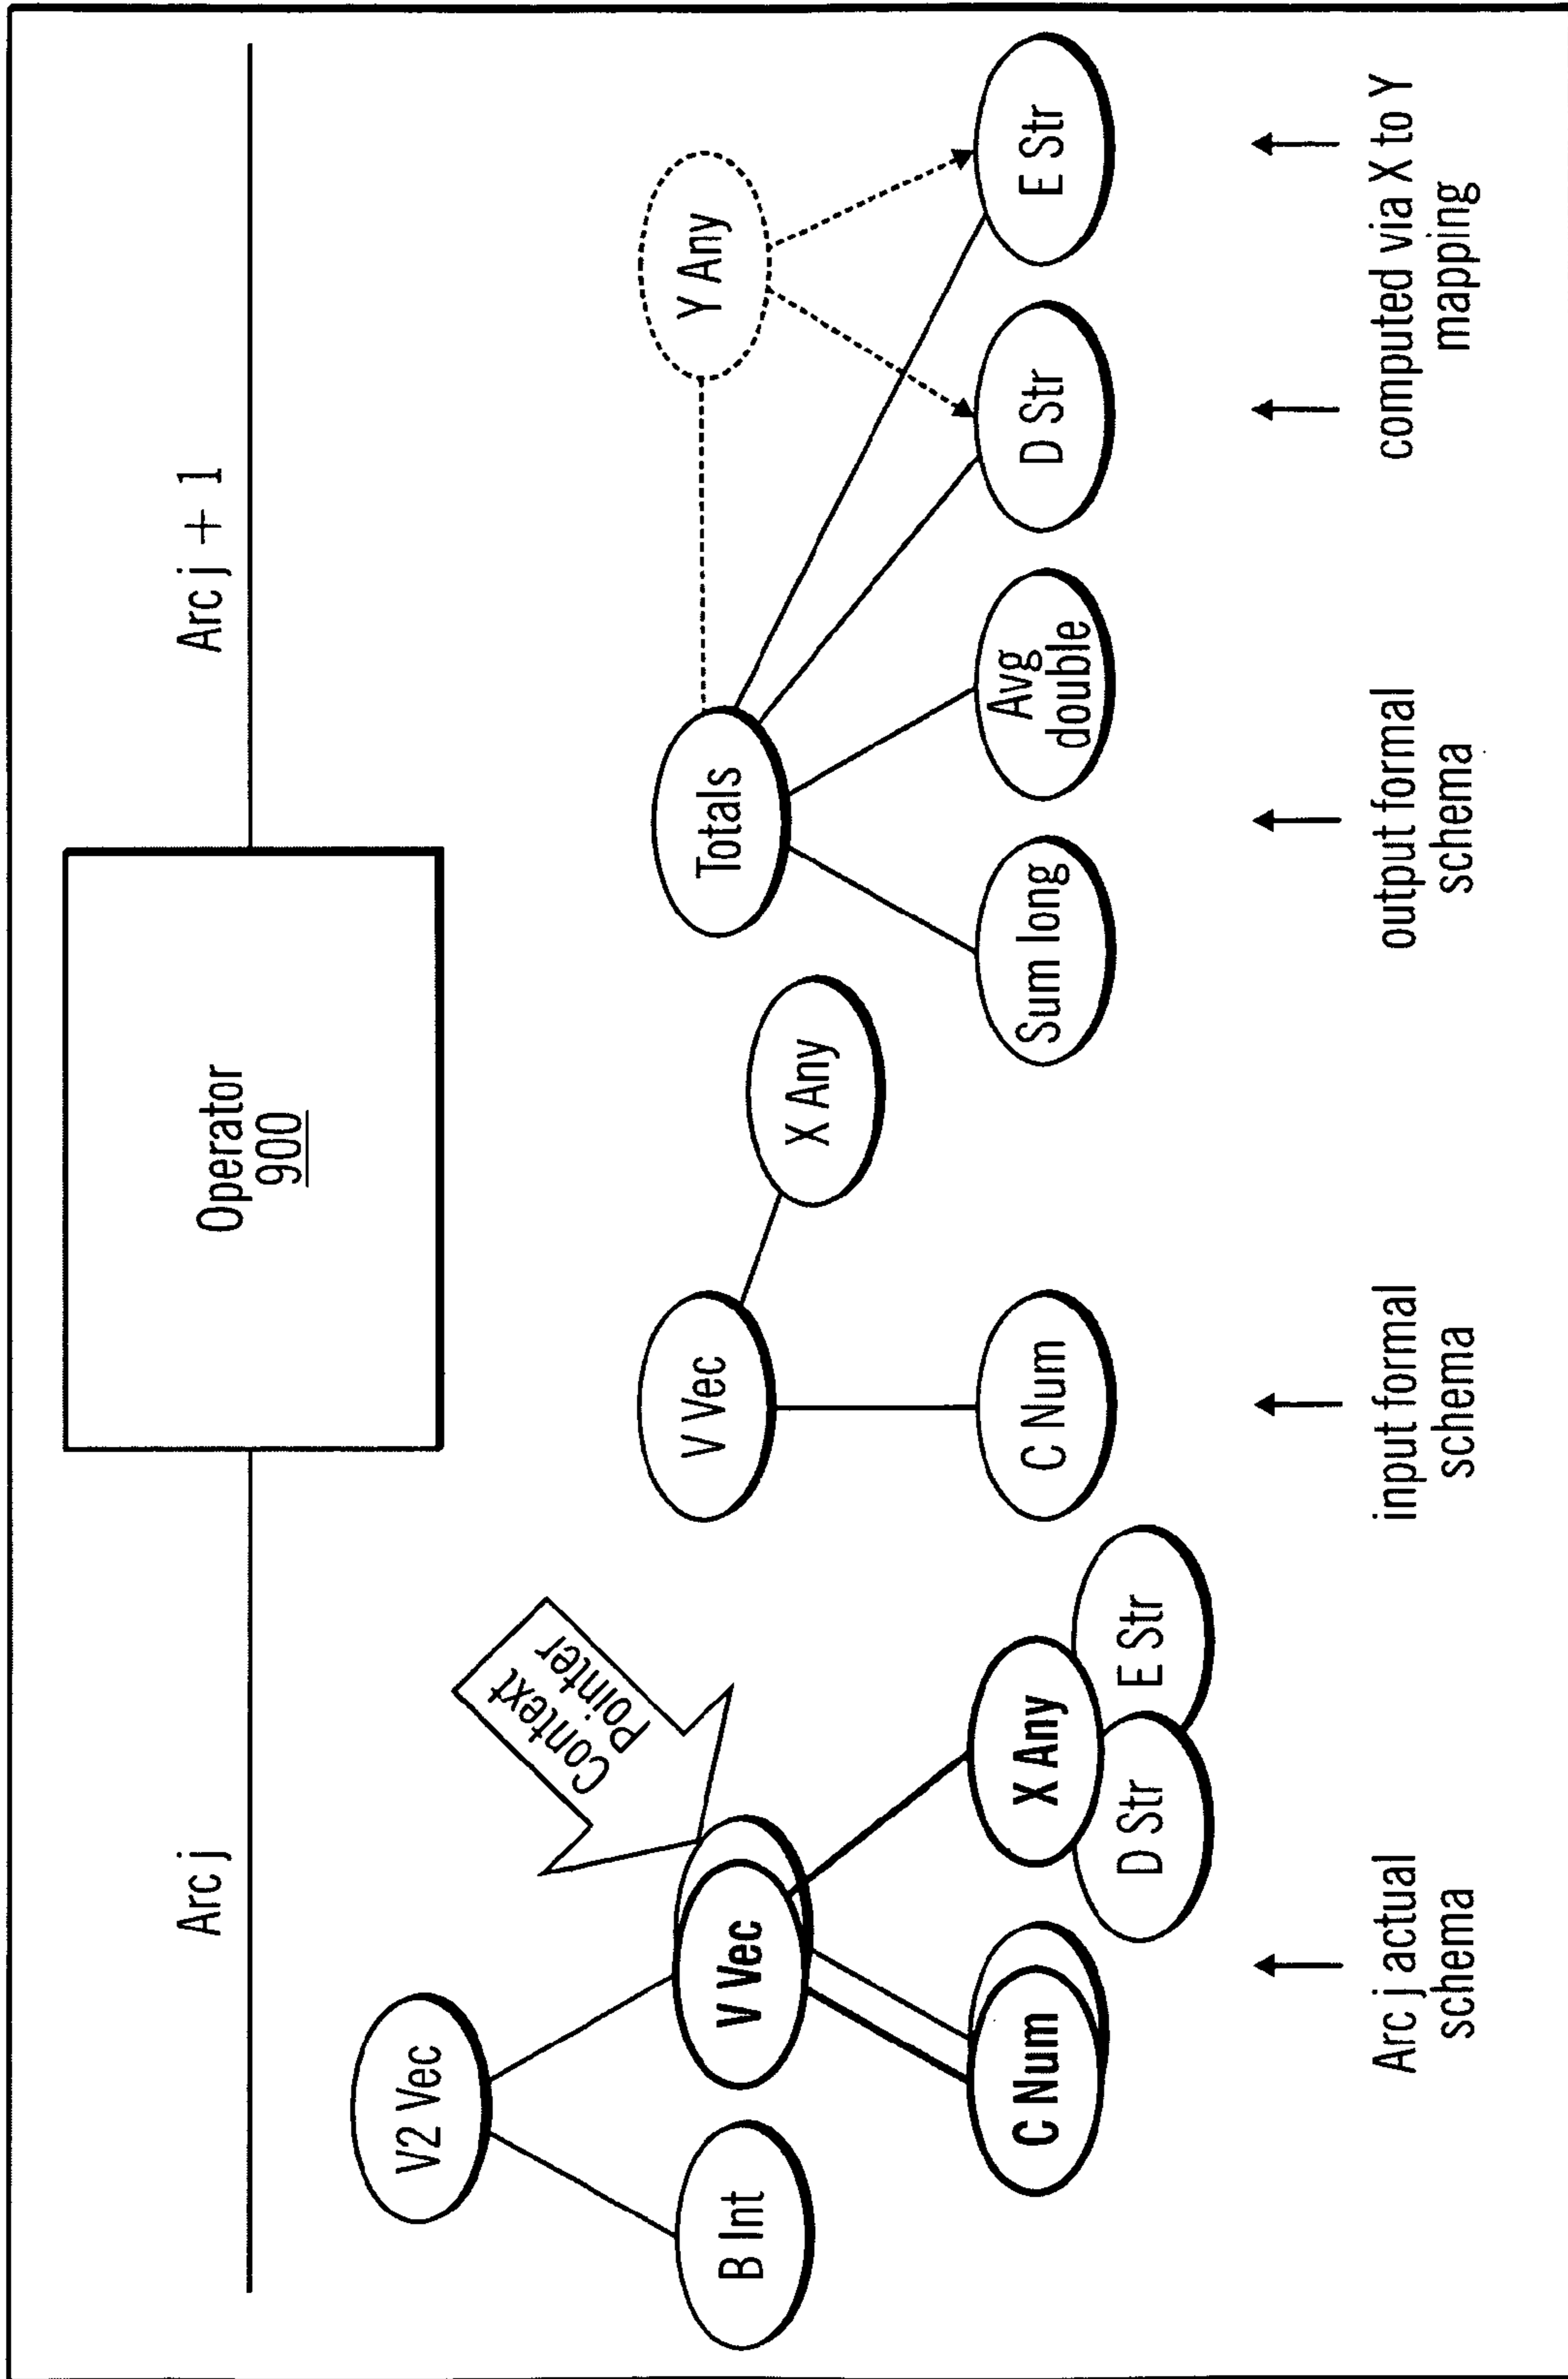 Arc j
Operator
900
Arc j + 1
Context
Pointer
V2 Vec
B Int
V Vec
C Num
X Any
D Str
E Str
V Vec
X Any
C Num
Totals
Y Any
Sum long
Avg
double
D Str
E Str
Arc j actual
schema
input formal
schema
output formal
schema
computed via X to Y
mapping